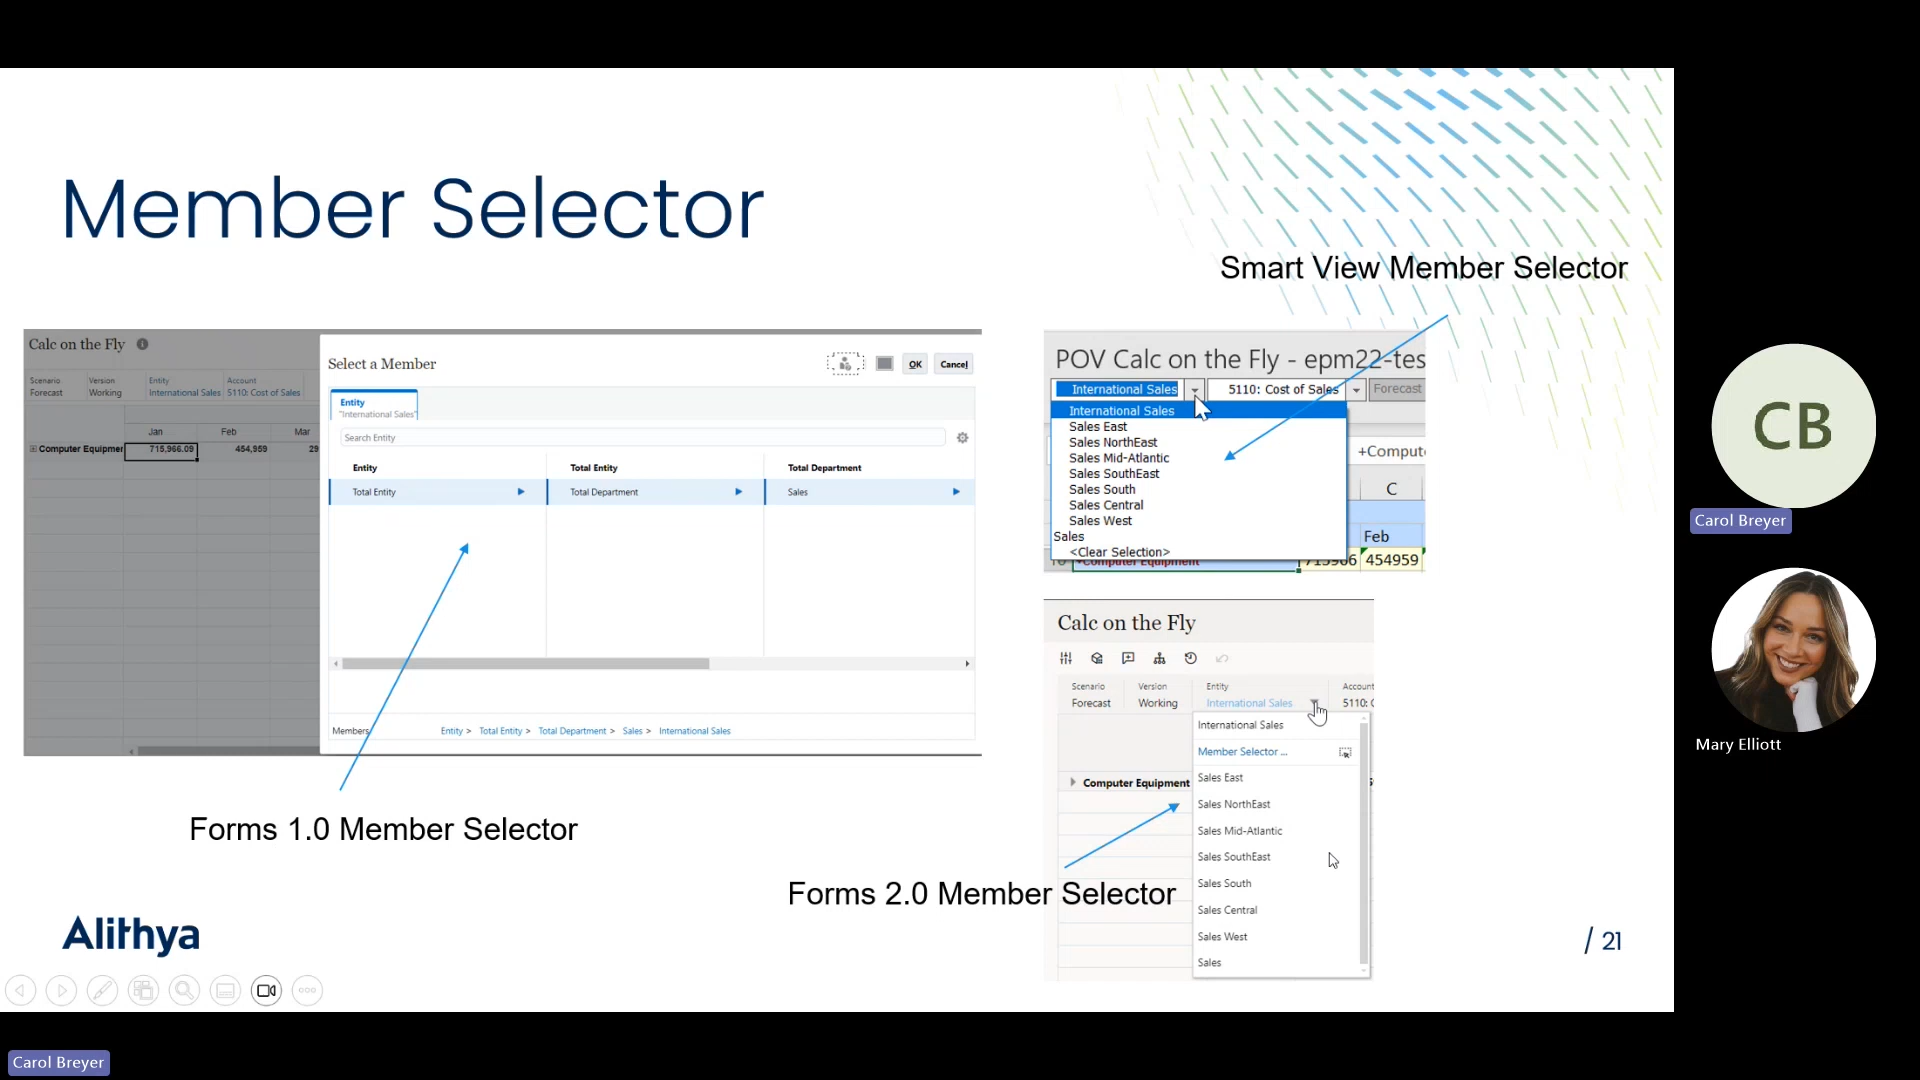 Member Selector
Smart View Member Selector
Calc on the Fly
Scenario Version Entity Account
Forecast Working International Sales 5110: Cost of Sales
Jan Feb Mar
Computer Equipmer 715,966.09 454,959 29
Select a Member
OK Cancel
Entity
"International Sales"
Search Entity
Entity Total Entity Total Department
Total Entity Total Department Sales
Members Entity > Total Entity > Total Department > Sales > International Sales
Forms 1.0 Member Selector
POV Calc on the Fly - epm22-tes
International Sales 5110: Cost of Sales Forecast
International Sales
Sales East
Sales NorthEast
Sales Mid-Atlantic
Sales SouthEast
Sales South
Sales Central
Sales West
Sales
<Clear Selection>
+Compute
C
Feb
Computer Equipment 715966 454959
Calc on the Fly
Scenario Version Entity Account
Forecast Working International Sales 5110: C
International Sales
Member Selector ...
Computer Equipment
Sales East
Sales NorthEast
Sales Mid-Atlantic
Sales SouthEast
Sales South
Sales Central
Sales West
Sales
Forms 2.0 Member Selector
Alithya
/ 21
CB
Carol Breyer
Mary Elliott
Carol Breyer